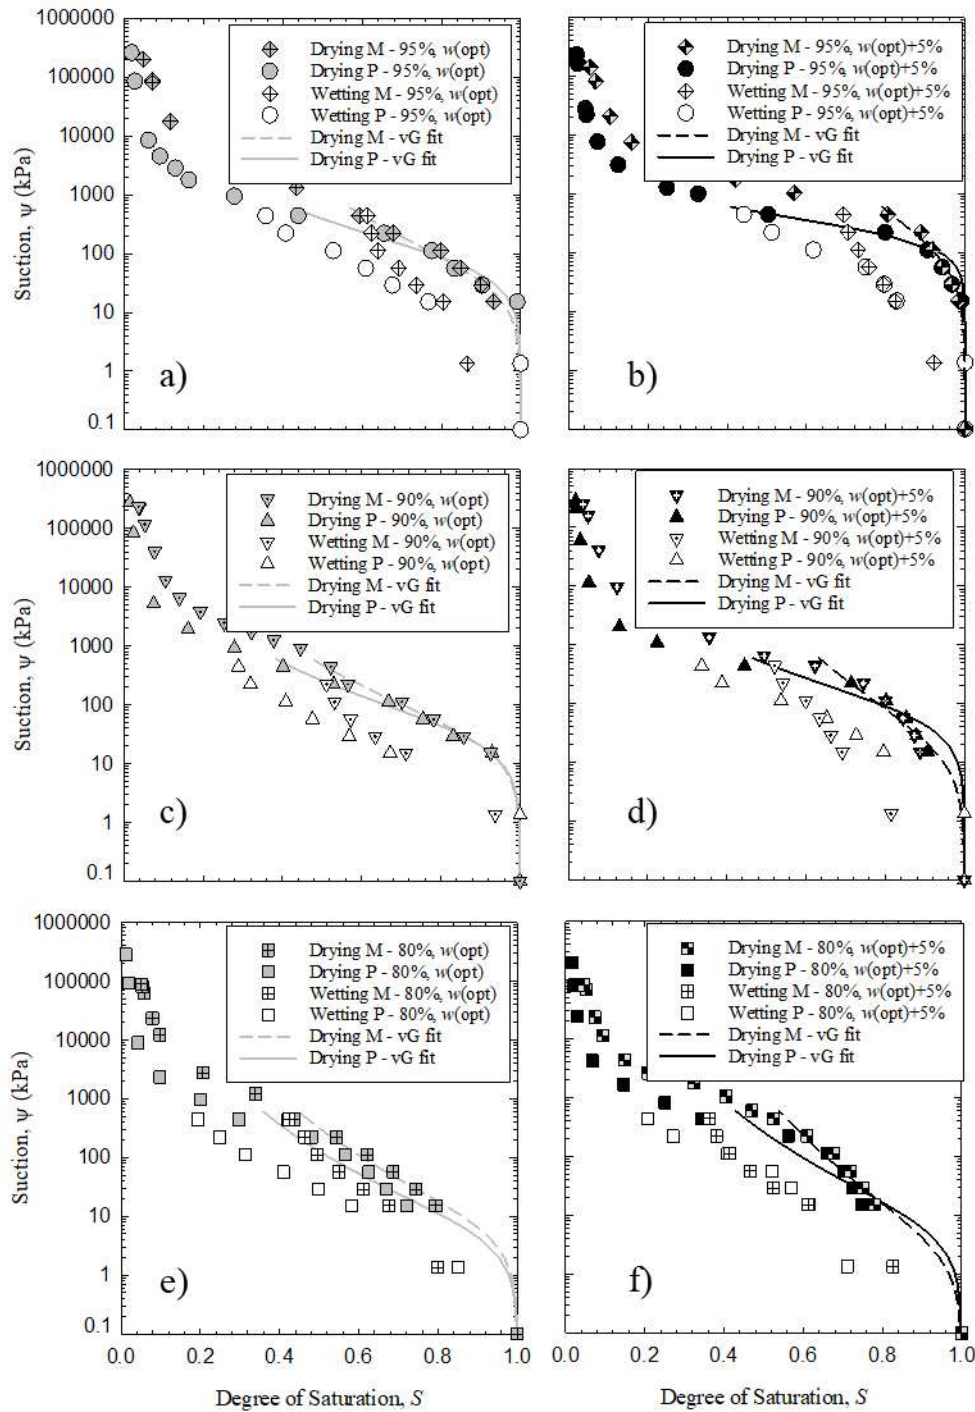 1000000
100000
10000
1000
100
10
1
0.1
Suction, ψ (kPa)
Drying M - 95%, w(opt)
Drying P - 95%, w(opt)
Wetting M - 95%, w(opt)
Wetting P - 95%, w(opt)
Drying M - vG fit
Drying P - vG fit
a)
Drying M - 95%, w(opt)+5%
Drying P - 95%, w(opt)+5%
Wetting M - 95%, w(opt)+5%
Wetting P - 95%, w(opt)+5%
Drying M - vG fit
Drying P - vG fit
b)
1000000
100000
10000
1000
100
10
1
0.1
Suction, ψ (kPa)
Drying M - 90%, w(opt)
Drying P - 90%, w(opt)
Wetting M - 90%, w(opt)
Wetting P - 90%, w(opt)
Drying M - vG fit
Drying P - vG fit
c)
Drying M - 90%, w(opt)+5%
Drying P - 90%, w(opt)+5%
Wetting M - 90%, w(opt)+5%
Wetting P - 90%, w(opt)+5%
Drying M - vG fit
Drying P - vG fit
d)
1000000
100000
10000
1000
100
10
1
0.1
Suction, ψ (kPa)
Drying M - 80%, w(opt)
Drying P - 80%, w(opt)
Wetting M - 80%, w(opt)
Wetting P - 80%, w(opt)
Drying M - vG fit
Drying P - vG fit
e)
0.0 0.2 0.4 0.6 0.8 1.0
Degree of Saturation, S
Drying M - 80%, w(opt)+5%
Drying P - 80%, w(opt)+5%
Wetting M - 80%, w(opt)+5%
Wetting P - 80%, w(opt)+5%
Drying M - vG fit
Drying P - vG fit
f)
0.0 0.2 0.4 0.6 0.8 1.0
Degree of Saturation, S